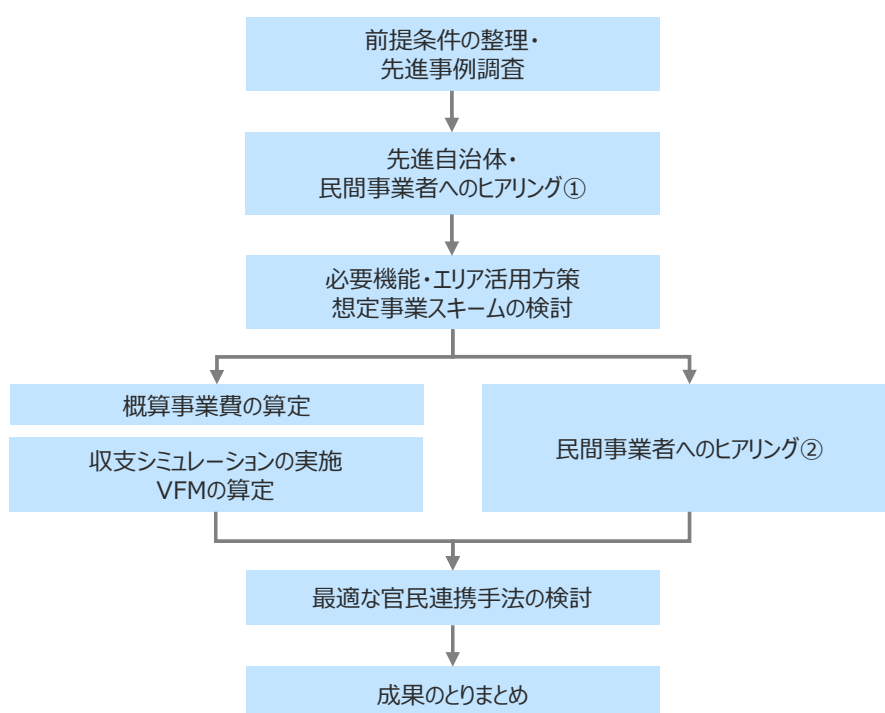 前提条件の整理・
先進事例調査
先進自治体・
民間事業者へのヒアリング①
必要機能・エリア活用方策
想定事業スキームの検討
概算事業費の算定
収支シミュレーションの実施
VFMの算定
民間事業者へのヒアリング②
最適な官民連携手法の検討
成果のとりまとめ